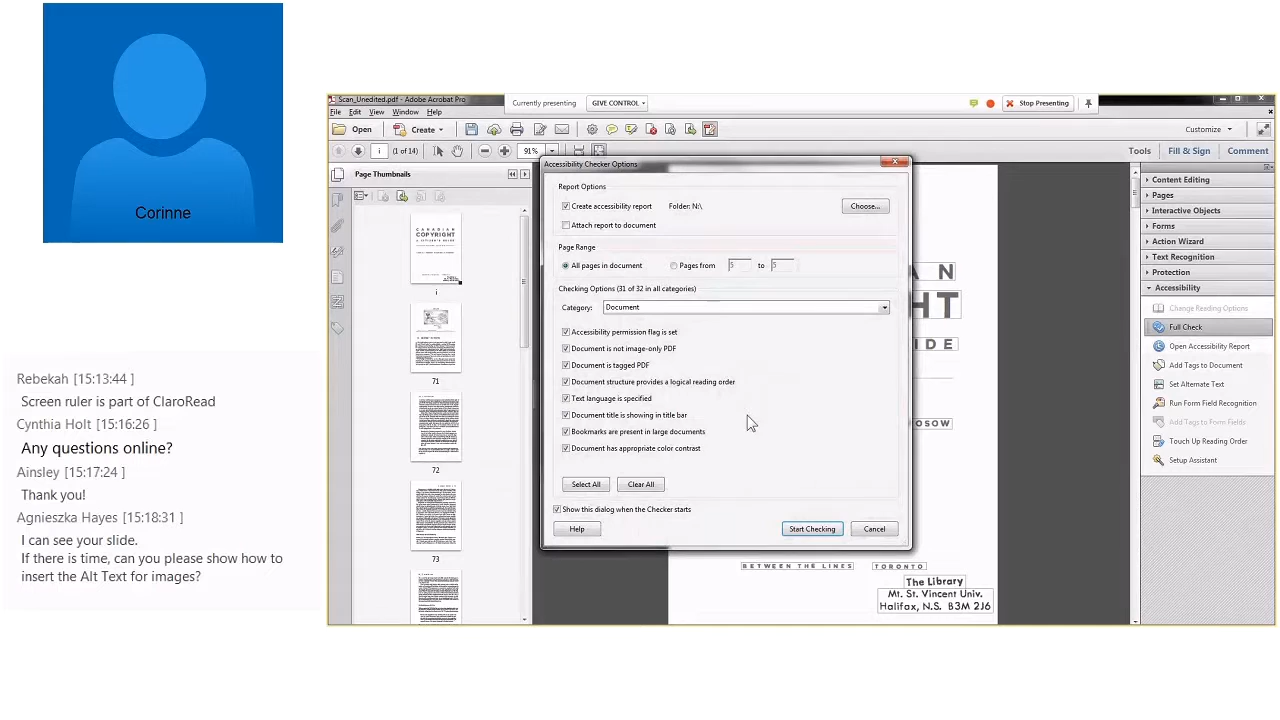 Corinne
Rebekah [15:13:44 ]
Screen ruler is part of ClaroRead
Cynthia Holt [15:16:26 ]
Any questions online?
Ainsley [15:17:24 ]
Thank you!
Agnieszka Hayes [15:18:31 ]
I can see your slide.
If there is time, can you please show how to
insert the Alt Text for images?
Scan_Unedited.pdf - Adobe Acrobat Pro
Currently presenting
GIVE CONTROL
Stop Presenting
File Edit View Window Help
Open
Create
Customize
i (1 of 14)
91%
Tools Fill & Sign Comment
Page Thumbnails
CANADIAN
COPYRIGHT
i
71
72
73
Accessibility Checker Options
Report Options
Create accessibility report Folder: N:\ Choose...
Attach report to document
Page Range
All pages in document Pages from 5 to 5
Checking Options (31 of 32 in all categories)
Category: Document
Accessibility permission flag is set
Document is not image-only PDF
Document is tagged PDF
Document structure provides a logical reading order
Text language is specified
Document title is showing in title bar
Bookmarks are present in large documents
Document has appropriate color contrast
Select All Clear All
Show this dialog when the Checker starts
Help Start Checking Cancel
AN
HT
IDE
OSOW
BETWEEN THE LINES TORONTO
The Library
Mt. St. Vincent Univ.
Halifax, N.S. B3M 2J6
Content Editing
Pages
Interactive Objects
Forms
Action Wizard
Text Recognition
Protection
Accessibility
Change Reading Options
Full Check
Open Accessibility Report
Add Tags to Document
Set Alternate Text
Run Form Field Recognition
Add Tags to Form Fields
Touch Up Reading Order
Setup Assistant